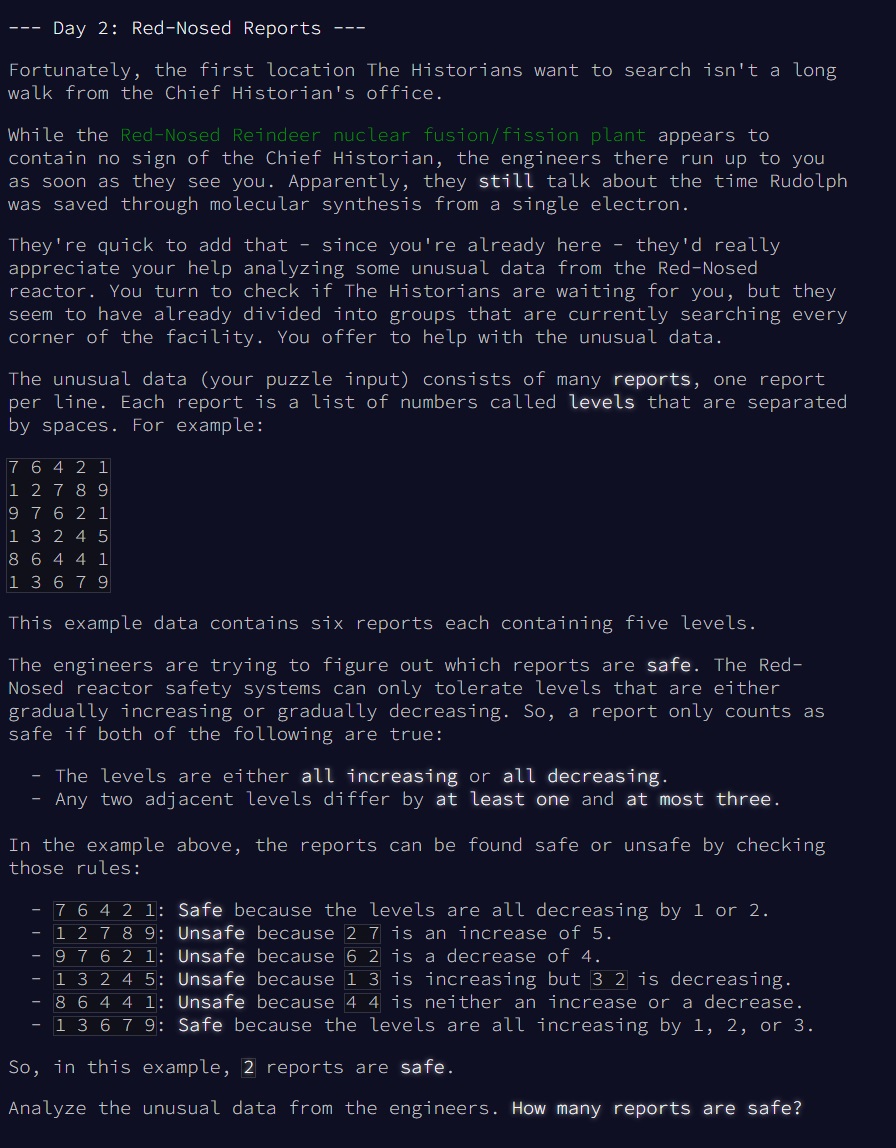 --- Day 2: Red-Nosed Reports ---
Fortunately, the first location The Historians want to search isn't a long
walk from the Chief Historian's office.
While the Red-Nosed Reindeer nuclear fusion/fission plant appears to
contain no sign of the Chief Historian, the engineers there run up to you
as soon as they see you. Apparently, they still talk about the time Rudolph
was saved through molecular synthesis from a single electron.
They're quick to add that - since you're already here - they'd really
appreciate your help analyzing some unusual data from the Red-Nosed
reactor. You turn to check if The Historians are waiting for you, but they
seem to have already divided into groups that are currently searching every
corner of the facility. You offer to help with the unusual data.
The unusual data (your puzzle input) consists of many reports, one report
per line. Each report is a list of numbers called levels that are separated
by spaces. For example:
7 6 4 2 1
1 2 7 8 9
9 7 6 2 1
1 3 2 4 5
8 6 4 4 1
1 3 6 7 9
This example data contains six reports each containing five levels.
The engineers are trying to figure out which reports are safe. The Red-
Nosed reactor safety systems can only tolerate levels that are either
gradually increasing or gradually decreasing. So, a report only counts as
safe if both of the following are true:
- The levels are either all increasing or all decreasing.
- Any two adjacent levels differ by at least one and at most three.
In the example above, the reports can be found safe or unsafe by checking
those rules:
- 7 6 4 2 1: Safe because the levels are all decreasing by 1 or 2.
- 1 2 7 8 9: Unsafe because 2 7 is an increase of 5.
- 9 7 6 2 1: Unsafe because 6 2 is a decrease of 4.
- 1 3 2 4 5: Unsafe because 1 3 is increasing but 3 2 is decreasing.
- 8 6 4 4 1: Unsafe because 4 4 is neither an increase or a decrease.
- 1 3 6 7 9: Safe because the levels are all increasing by 1, 2, or 3.
So, in this example, 2 reports are safe.
Analyze the unusual data from the engineers. How many reports are safe?